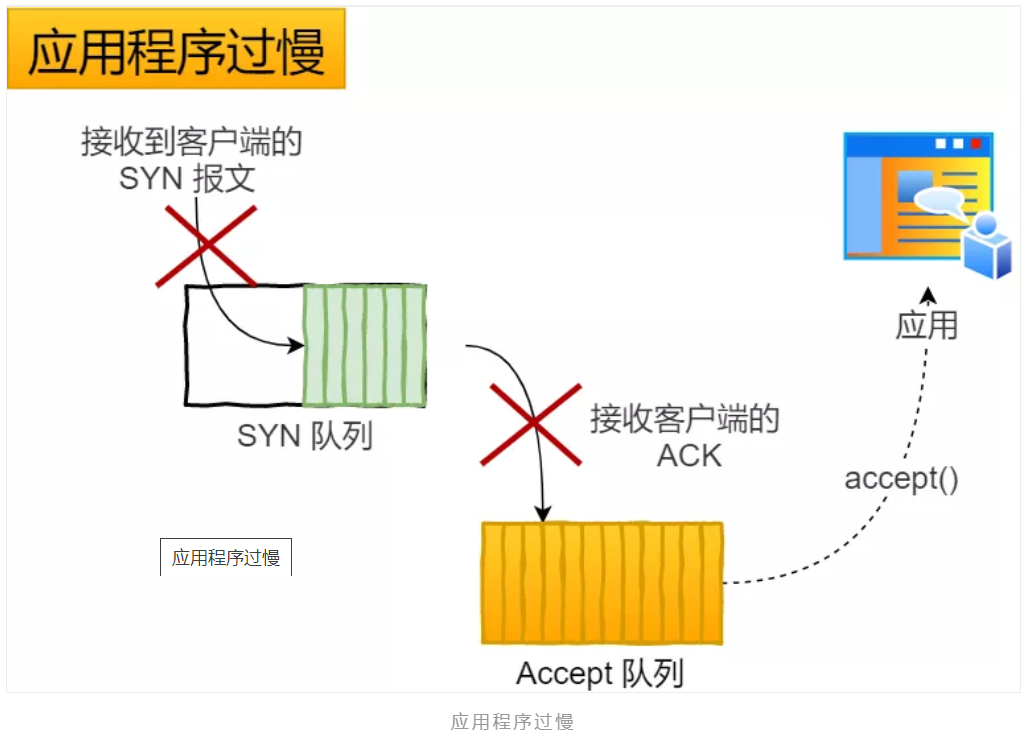 应用程序过慢
接收到客户端的
SYN 报文
应用
SYN 队列
接收客户端的
ACK
accept()
应用程序过慢
Accept 队列
应用程序过慢